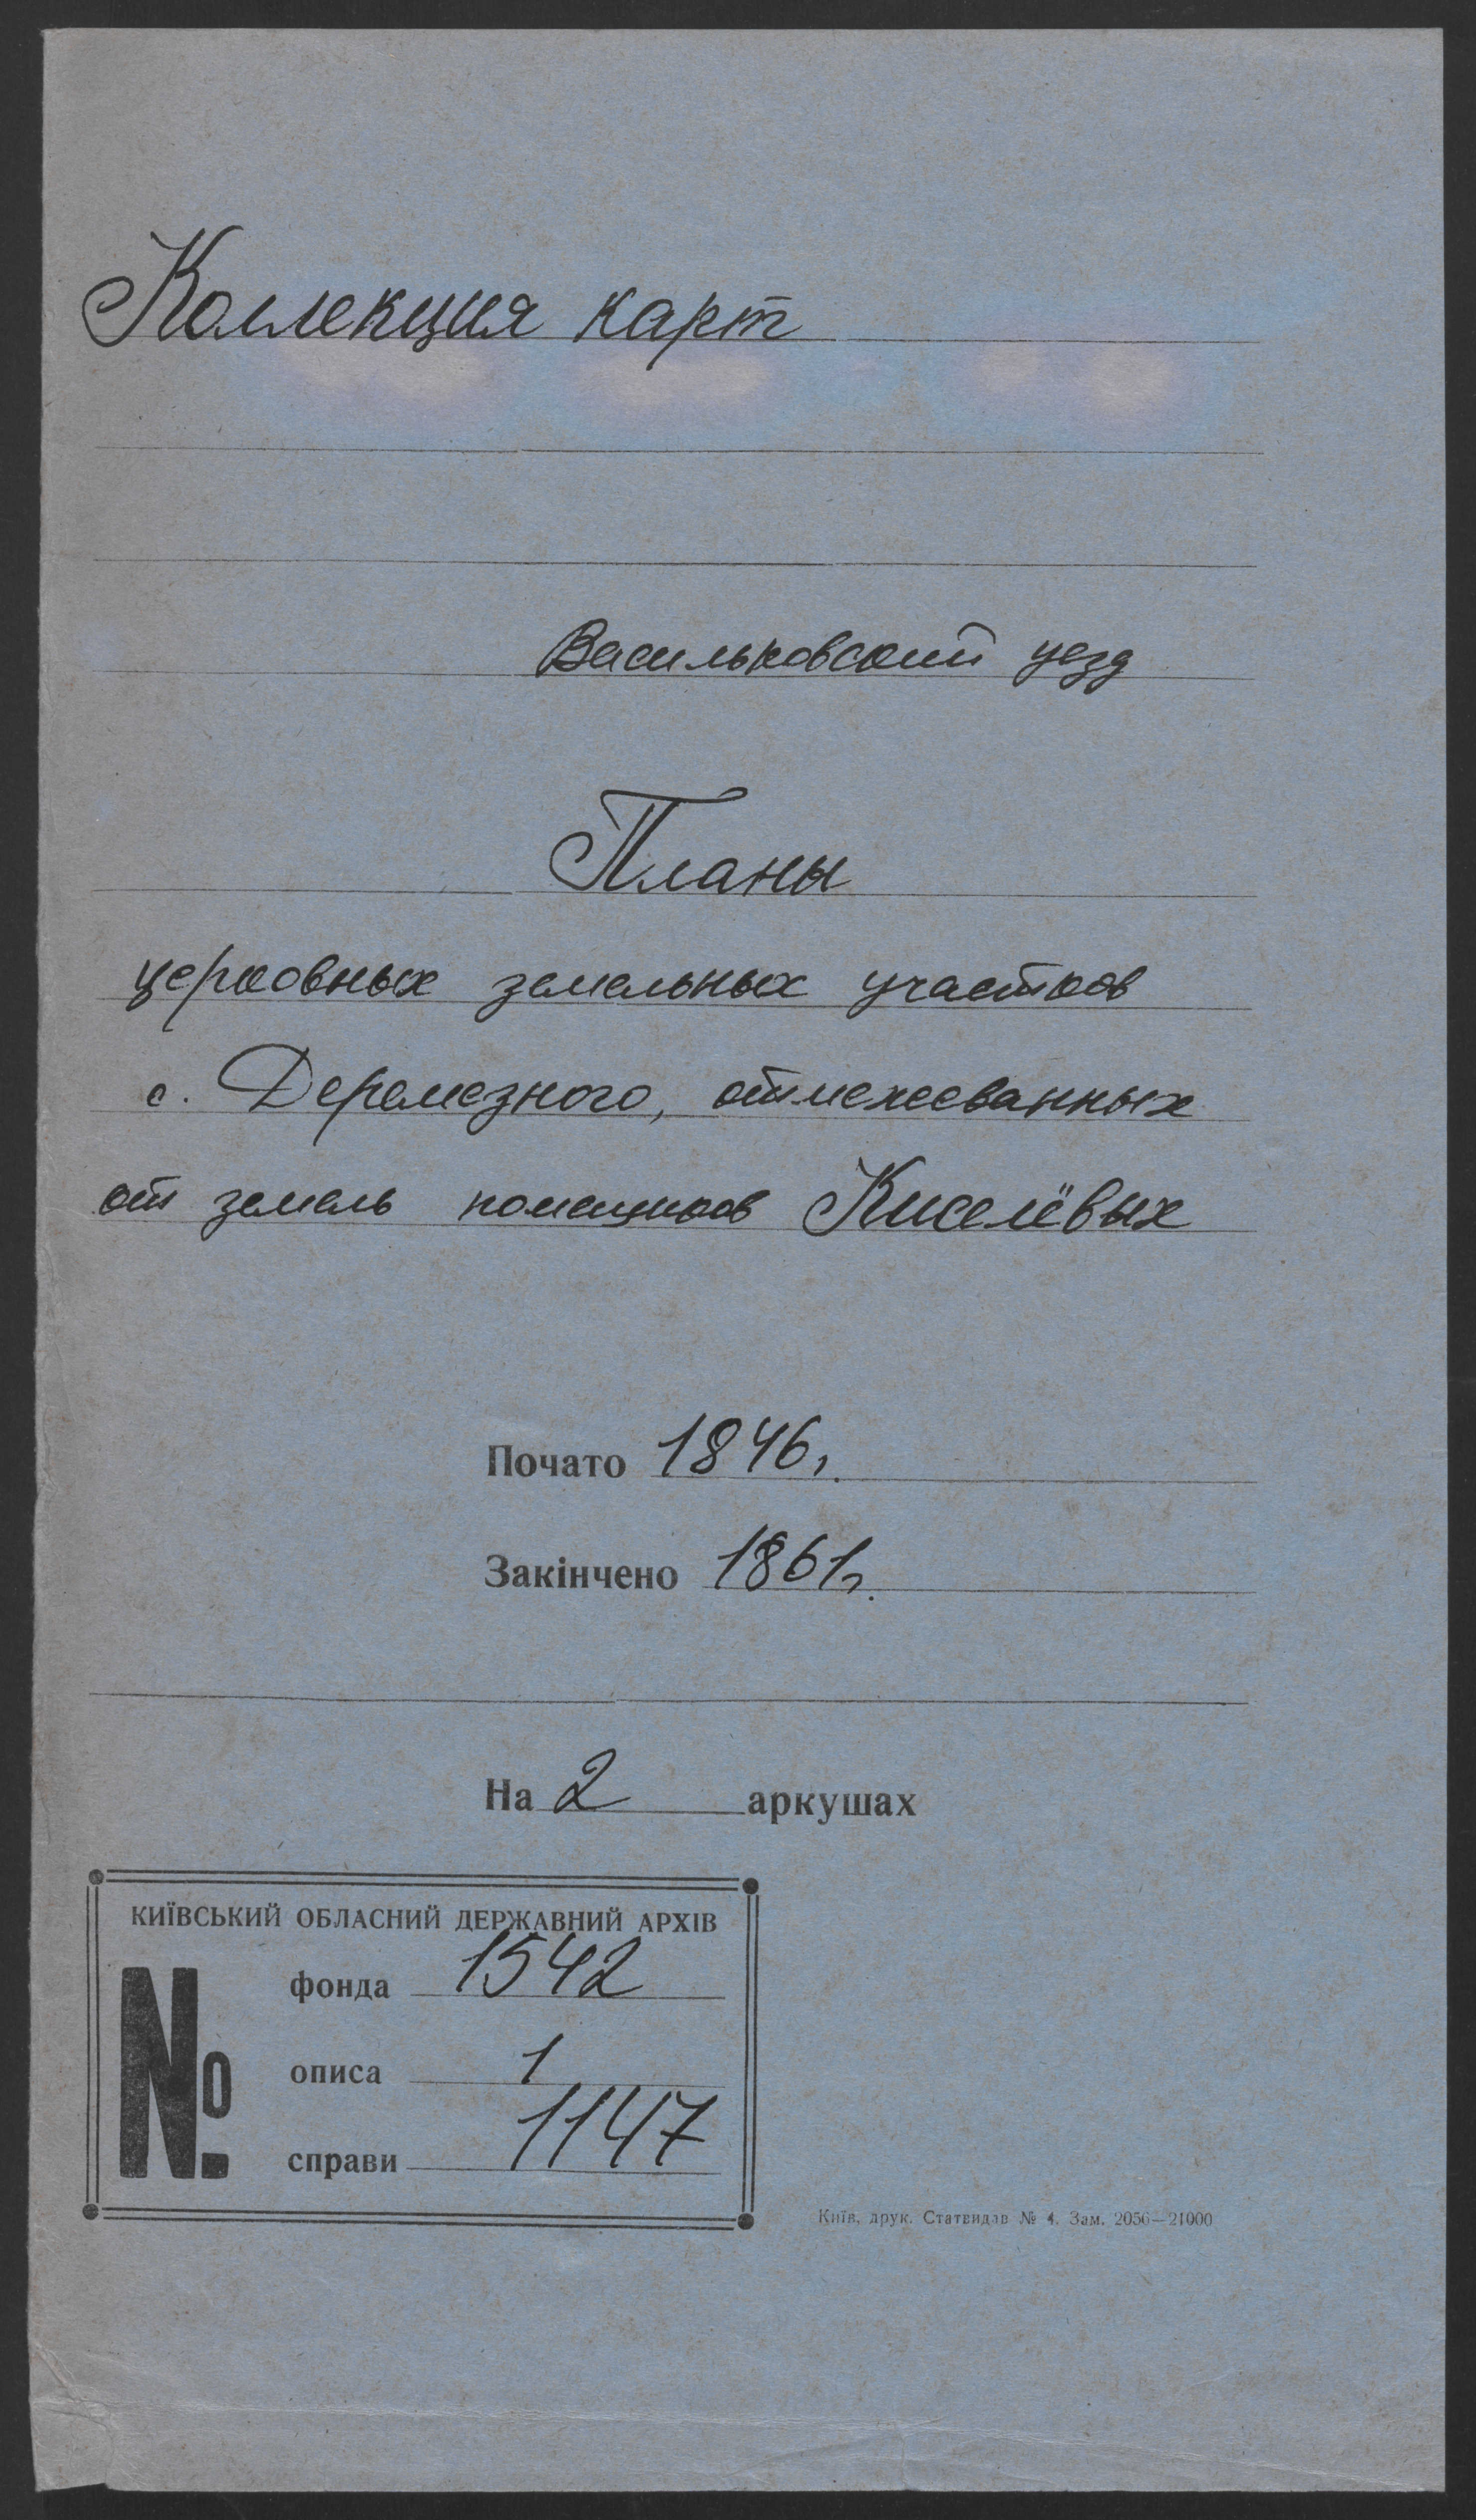 Коллекция карт
Васильковский уезд
Планы
церковных земельных участков
с. Деремезного, отмежеванных
от земель помещиков Киселёвых
Почато 1846г.
Закінчено 1861г.
На 2 аркушах
КИЇВСЬКИЙ ОБЛАСНИЙ ДЕРЖАВНИЙ АРХІВ
№
фонда 1542
описа 1
справи 1147
Київ, друк. Статвидав № 4. Зам. 2056—21000